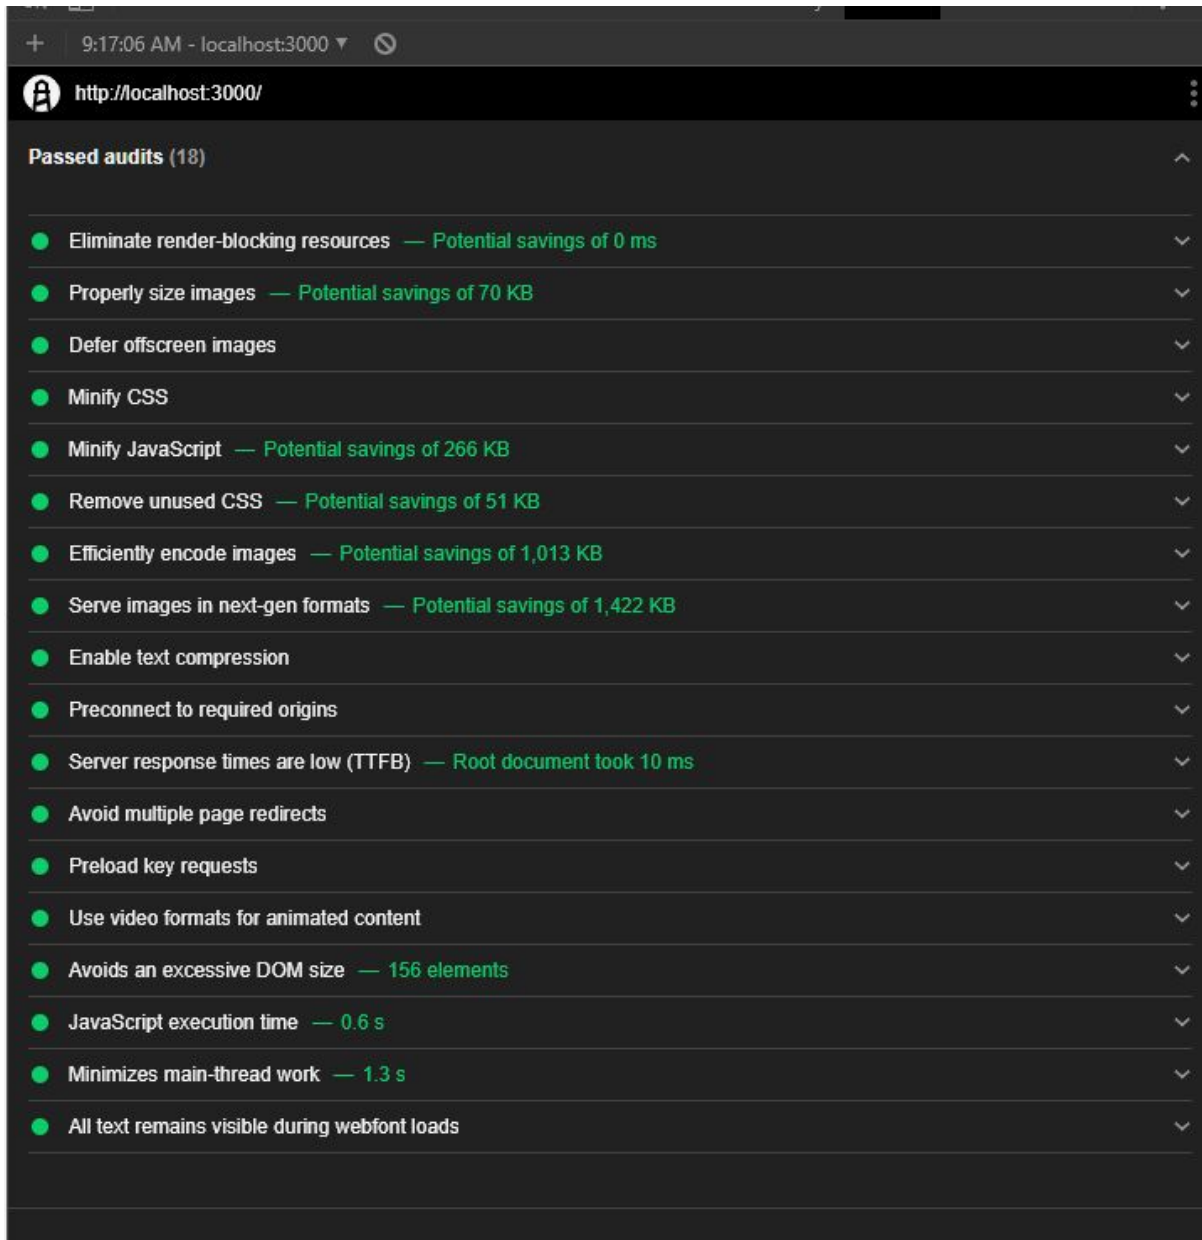 9:17:06 AM - localhost:3000 ▼
http://localhost:3000/
Passed audits (18)
Eliminate render-blocking resources — Potential savings of 0 ms
Properly size images — Potential savings of 70 KB
Defer offscreen images
Minify CSS
Minify JavaScript — Potential savings of 266 KB
Remove unused CSS — Potential savings of 51 KB
Efficiently encode images — Potential savings of 1,013 KB
Serve images in next-gen formats — Potential savings of 1,422 KB
Enable text compression
Preconnect to required origins
Server response times are low (TTFB) — Root document took 10 ms
Avoid multiple page redirects
Preload key requests
Use video formats for animated content
Avoids an excessive DOM size — 156 elements
JavaScript execution time — 0.6 s
Minimizes main-thread work — 1.3 s
All text remains visible during webfont loads